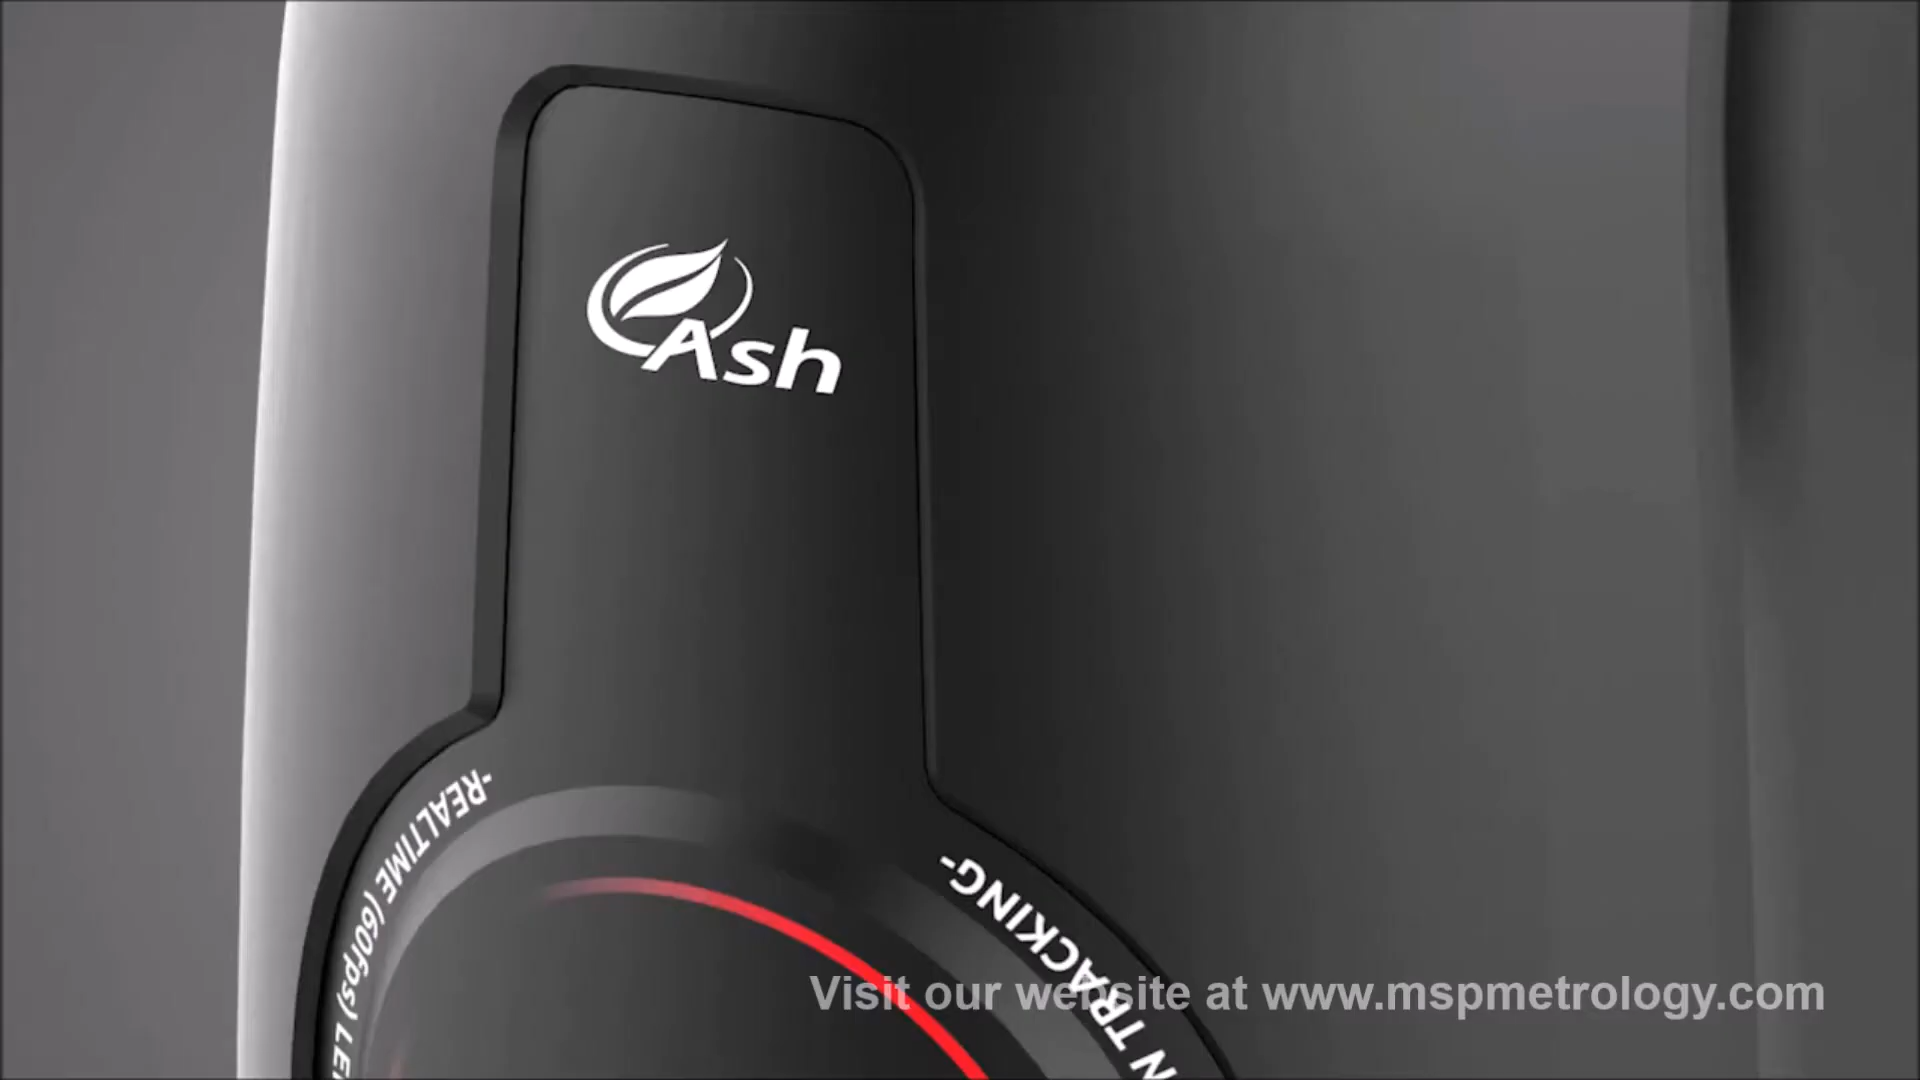 Ash
-REALTIME (60fps)
TRACKING-
Visit our website at www.mspmetrology.com